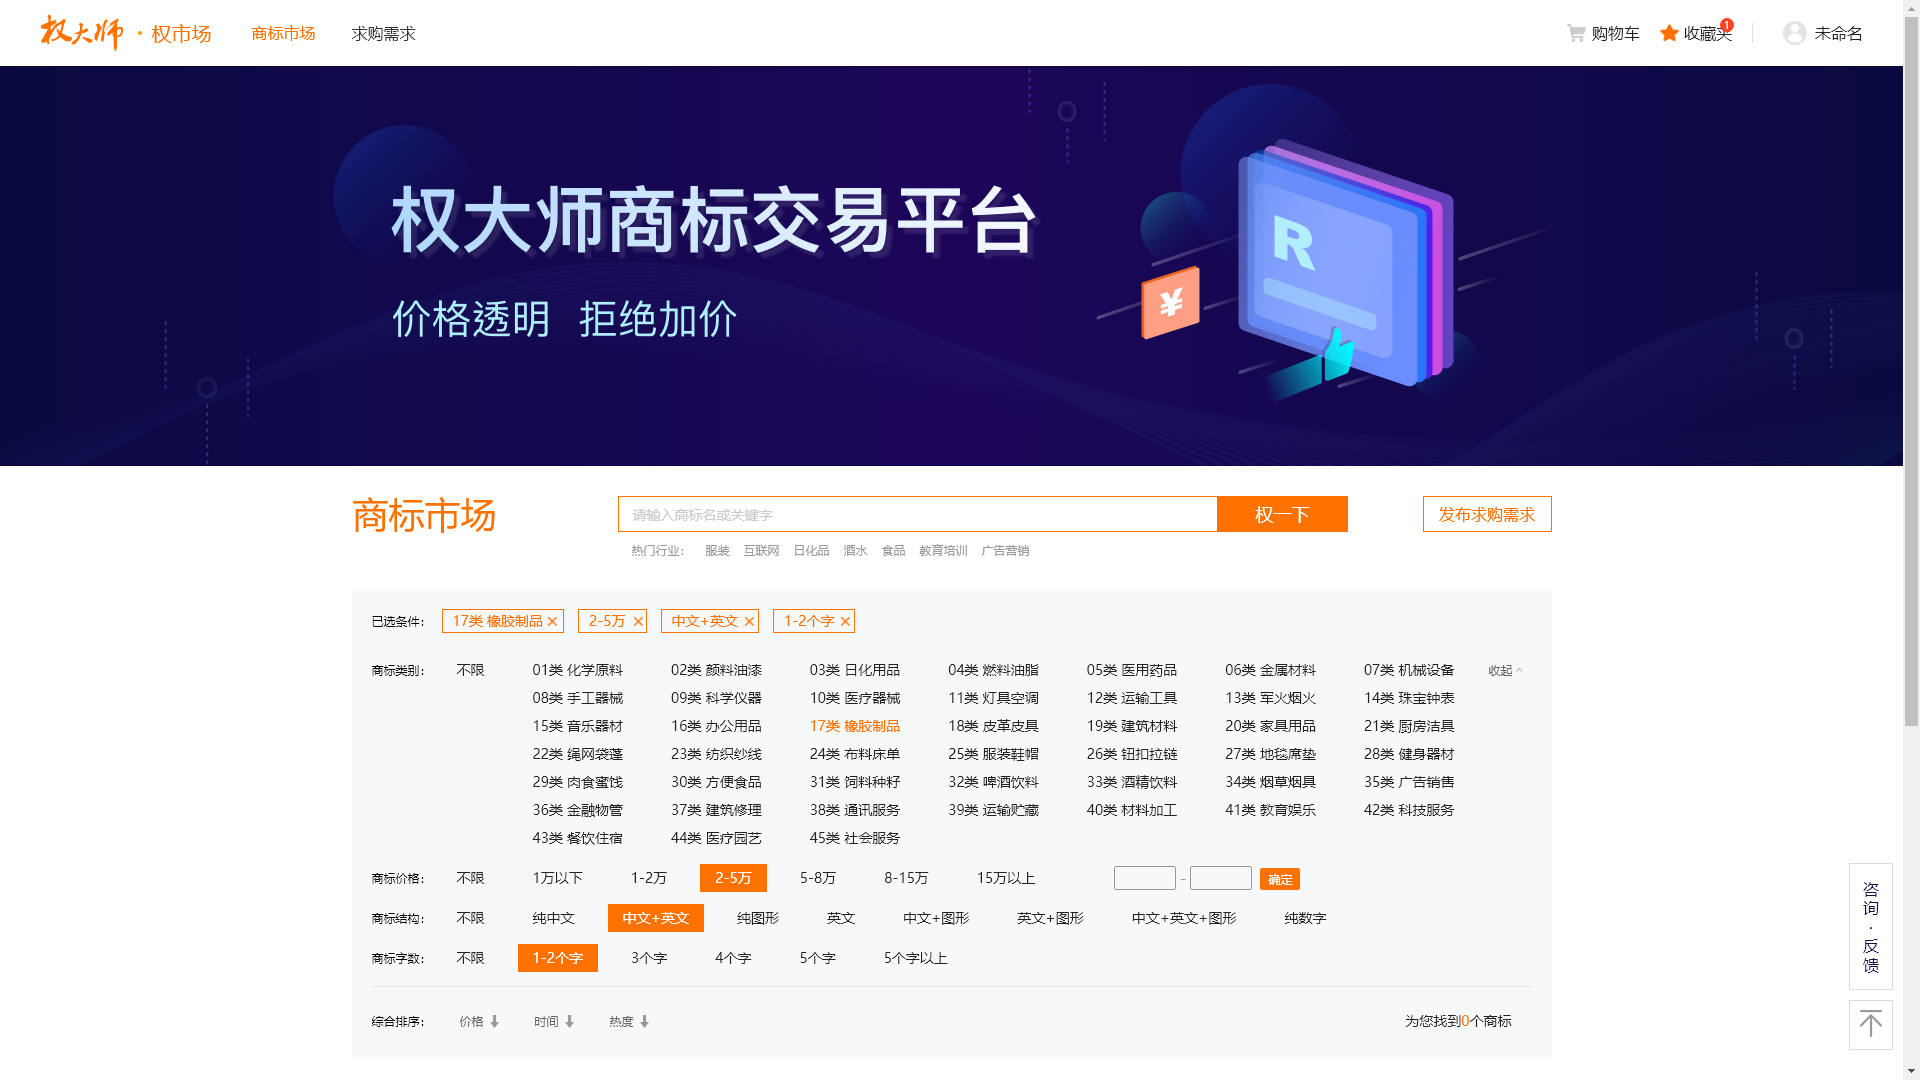 权大师 · 权市场 商标市场 求购需求 购物车 收藏夹 1 未命名
权大师商标交易平台
R
¥
价格透明 拒绝加价
商标市场 请输入商标名或关键字 权一下 发布求购需求
热门行业： 服装 互联网 日化品 酒水 食品 教育培训 广告营销
已选条件： 17类 橡胶制品 2-5万 中文+英文 1-2个字
商标类别： 不限 01类 化学原料 02类 颜料油漆 03类 日化用品 04类 燃料油脂 05类 医用药品 06类 金属材料 07类 机械设备 收起
08类 手工器械 09类 科学仪器 10类 医疗器械 11类 灯具空调 12类 运输工具 13类 军火烟火 14类 珠宝钟表
15类 音乐器材 16类 办公用品 17类 橡胶制品 18类 皮革皮具 19类 建筑材料 20类 家具用品 21类 厨房洁具
22类 绳网袋篷 23类 纺织纱线 24类 布料床单 25类 服装鞋帽 26类 钮扣拉链 27类 地毯席垫 28类 健身器材
29类 肉食蜜饯 30类 方便食品 31类 饲料种籽 32类 啤酒饮料 33类 酒精饮料 34类 烟草烟具 35类 广告销售
36类 金融物管 37类 建筑修理 38类 通讯服务 39类 运输贮藏 40类 材料加工 41类 教育娱乐 42类 科技服务
43类 餐饮住宿 44类 医疗园艺 45类 社会服务
商标价格： 不限 1万以下 1-2万 2-5万 5-8万 8-15万 15万以上 - 确定
商标结构： 不限 纯中文 中文+英文 纯图形 英文 中文+图形 英文+图形 中文+英文+图形 纯数字
商标字数： 不限 1-2个字 3个字 4个字 5个字 5个字以上
综合排序： 价格 时间 热度 为您找到0个商标
咨询·反馈